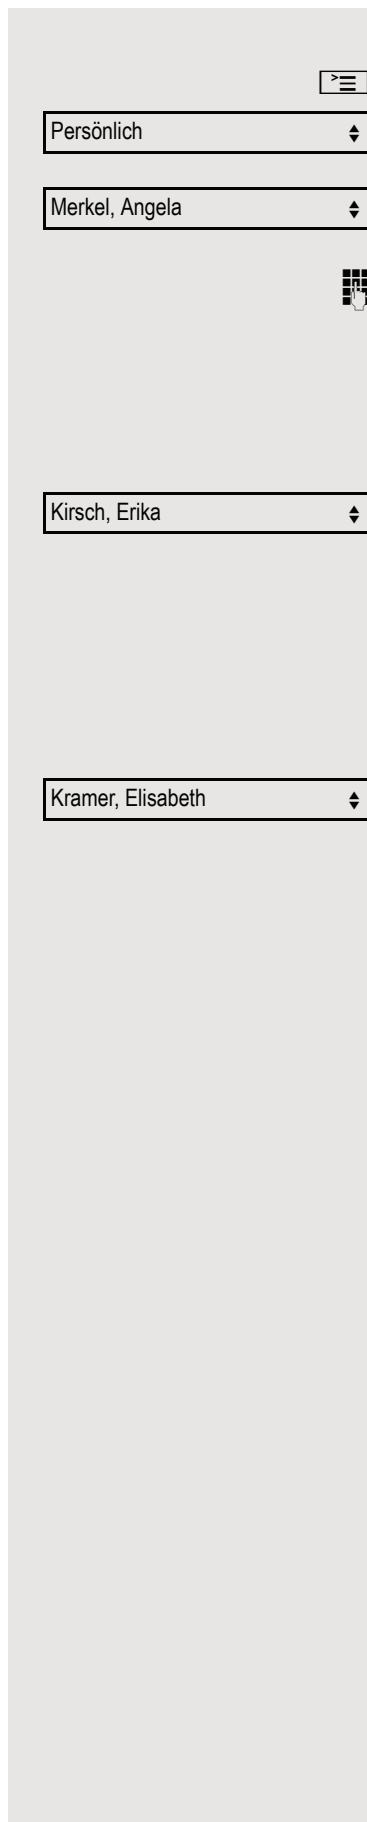 Persönlich
Merkel, Angela
Kirsch, Erika
Kramer, Elisabeth